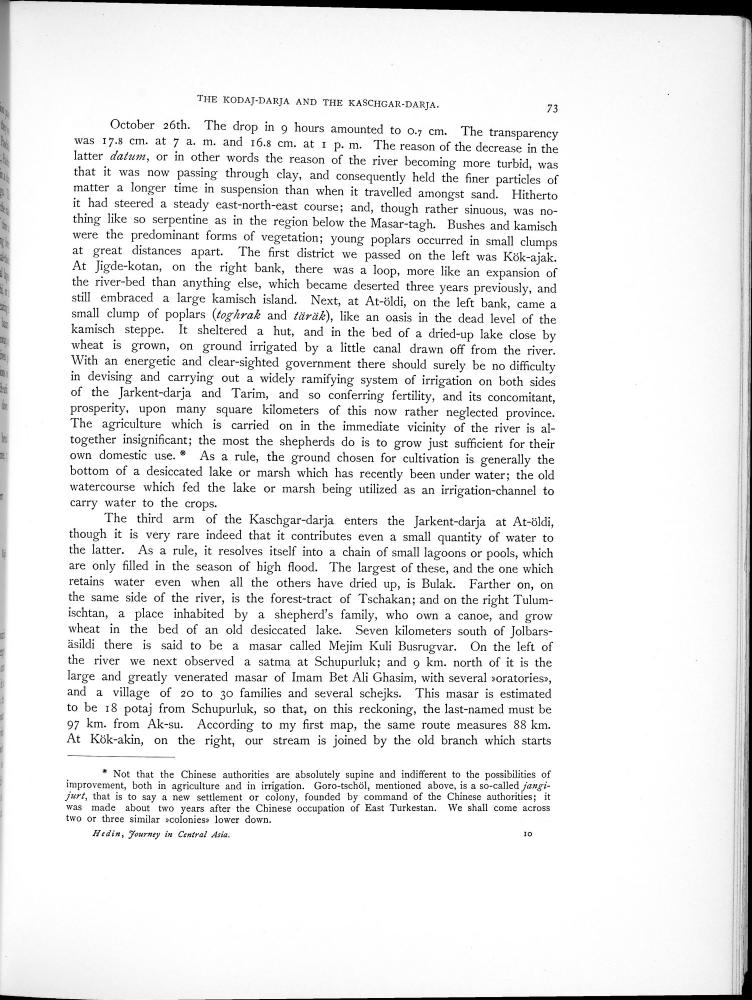 THE KODAJ-DARJA AND THE KASCHGAR-DARJA.
73
October 26th. The drop in 9 hours amounted to 0.7 cm. The transparency
was 17.8 cm. at 7 a. m. and 16.8 cm. at 1 p. m. The reason of the decrease in the
latter datum, or in other words the reason of the river becoming more turbid, was
that it was now passing through clay, and consequently held the finer particles of
matter a longer time in suspension than when it travelled amongst sand. Hitherto
it had steered a steady east-north-east course; and, though rather sinuous, was no-
thing like so serpentine as in the region below the Masar-tagh. Bushes and kamisch
were the predominant forms of vegetation; young poplars occurred in small clumps
at great distances apart. The first district we passed on the left was Kök-ajak.
At Jigde-kotan, on the right bank, there was a loop, more like an expansion of
the river-bed than anything else, which became deserted three years previously, and
still embraced a large kamisch island. Next, at At-öldi, on the left bank, came a
small clump of poplars (toghrak and täräk), like an oasis in the dead level of the
kamisch steppe. It sheltered a hut, and in the bed of a dried-up lake close by
wheat is grown, on ground irrigated by a little canal drawn off from the river.
With an energetic and clear-sighted government there should surely be no difficulty
in devising and carrying out a widely ramifying system of irrigation on both sides
of the Jarkent-darja and Tarim, and so conferring fertility, and its concomitant,
prosperity, upon many square kilometers of this now rather neglected province.
The agriculture which is carried on in the immediate vicinity of the river is al-
together insignificant; the most the shepherds do is to grow just sufficient for their
own domestic use. * As a rule, the ground chosen for cultivation is generally the
bottom of a desiccated lake or marsh which has recently been under water; the old
watercourse which fed the lake or marsh being utilized as an irrigation-channel to
carry water to the crops.
The third arm of the Kaschgar-darja enters the Jarkent-darja at At-öldi,
though it is very rare indeed that it contributes even a small quantity of water to
the latter. As a rule, it resolves itself into a chain of small lagoons or pools, which
are only filled in the season of high flood. The largest of these, and the one which
retains water even when all the others have dried up, is Bulak. Farther on, on
the same side of the river, is the forest-tract of Tschakan; and on the right Tulum-
ischtan, a place inhabited by a shepherd's family, who own a canoe, and grow
wheat in the bed of an old desiccated lake. Seven kilometers south of Jolbars-
äsildi there is said to be a masar called Mejim Kuli Busrugvar. On the left of
the river we next observed a satma at Schupurluk; and 9 km. north of it is the
large and greatly venerated masar of Imam Bet Ali Ghasim, with several »oratories»,
and a village of 20 to 30 families and several schejks. This masar is estimated
to be 18 potaj from Schupurluk, so that, on this reckoning, the last-named must be
97 km. from Ak-su. According to my first map, the same route measures 88 km.
At Kök-akin, on the right, our stream is joined by the old branch which starts
* Not that the Chinese authorities are absolutely supine and indifferent to the possibilities of
improvement, both in agriculture and in irrigation. Goro-tschöl, mentioned above, is a so-called jangi-
jurt, that is to say a new settlement or colony, founded by command of the Chinese authorities; it
was made about two years after the Chinese occupation of East Turkestan. We shall come across
two or three similar »colonies» lower down.
Hedin, Journey in Central Asia.
10